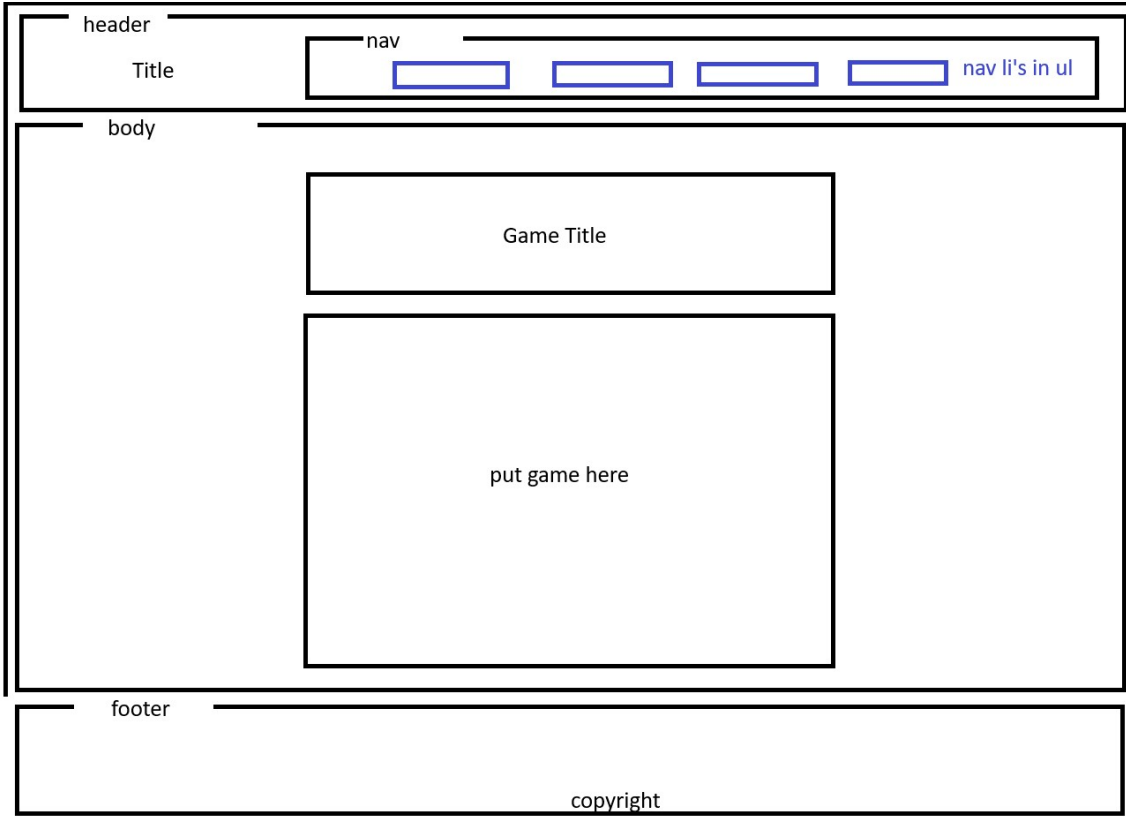 header
nav
Title
nav li's in ul
body
Game Title
put game here
footer
copyright